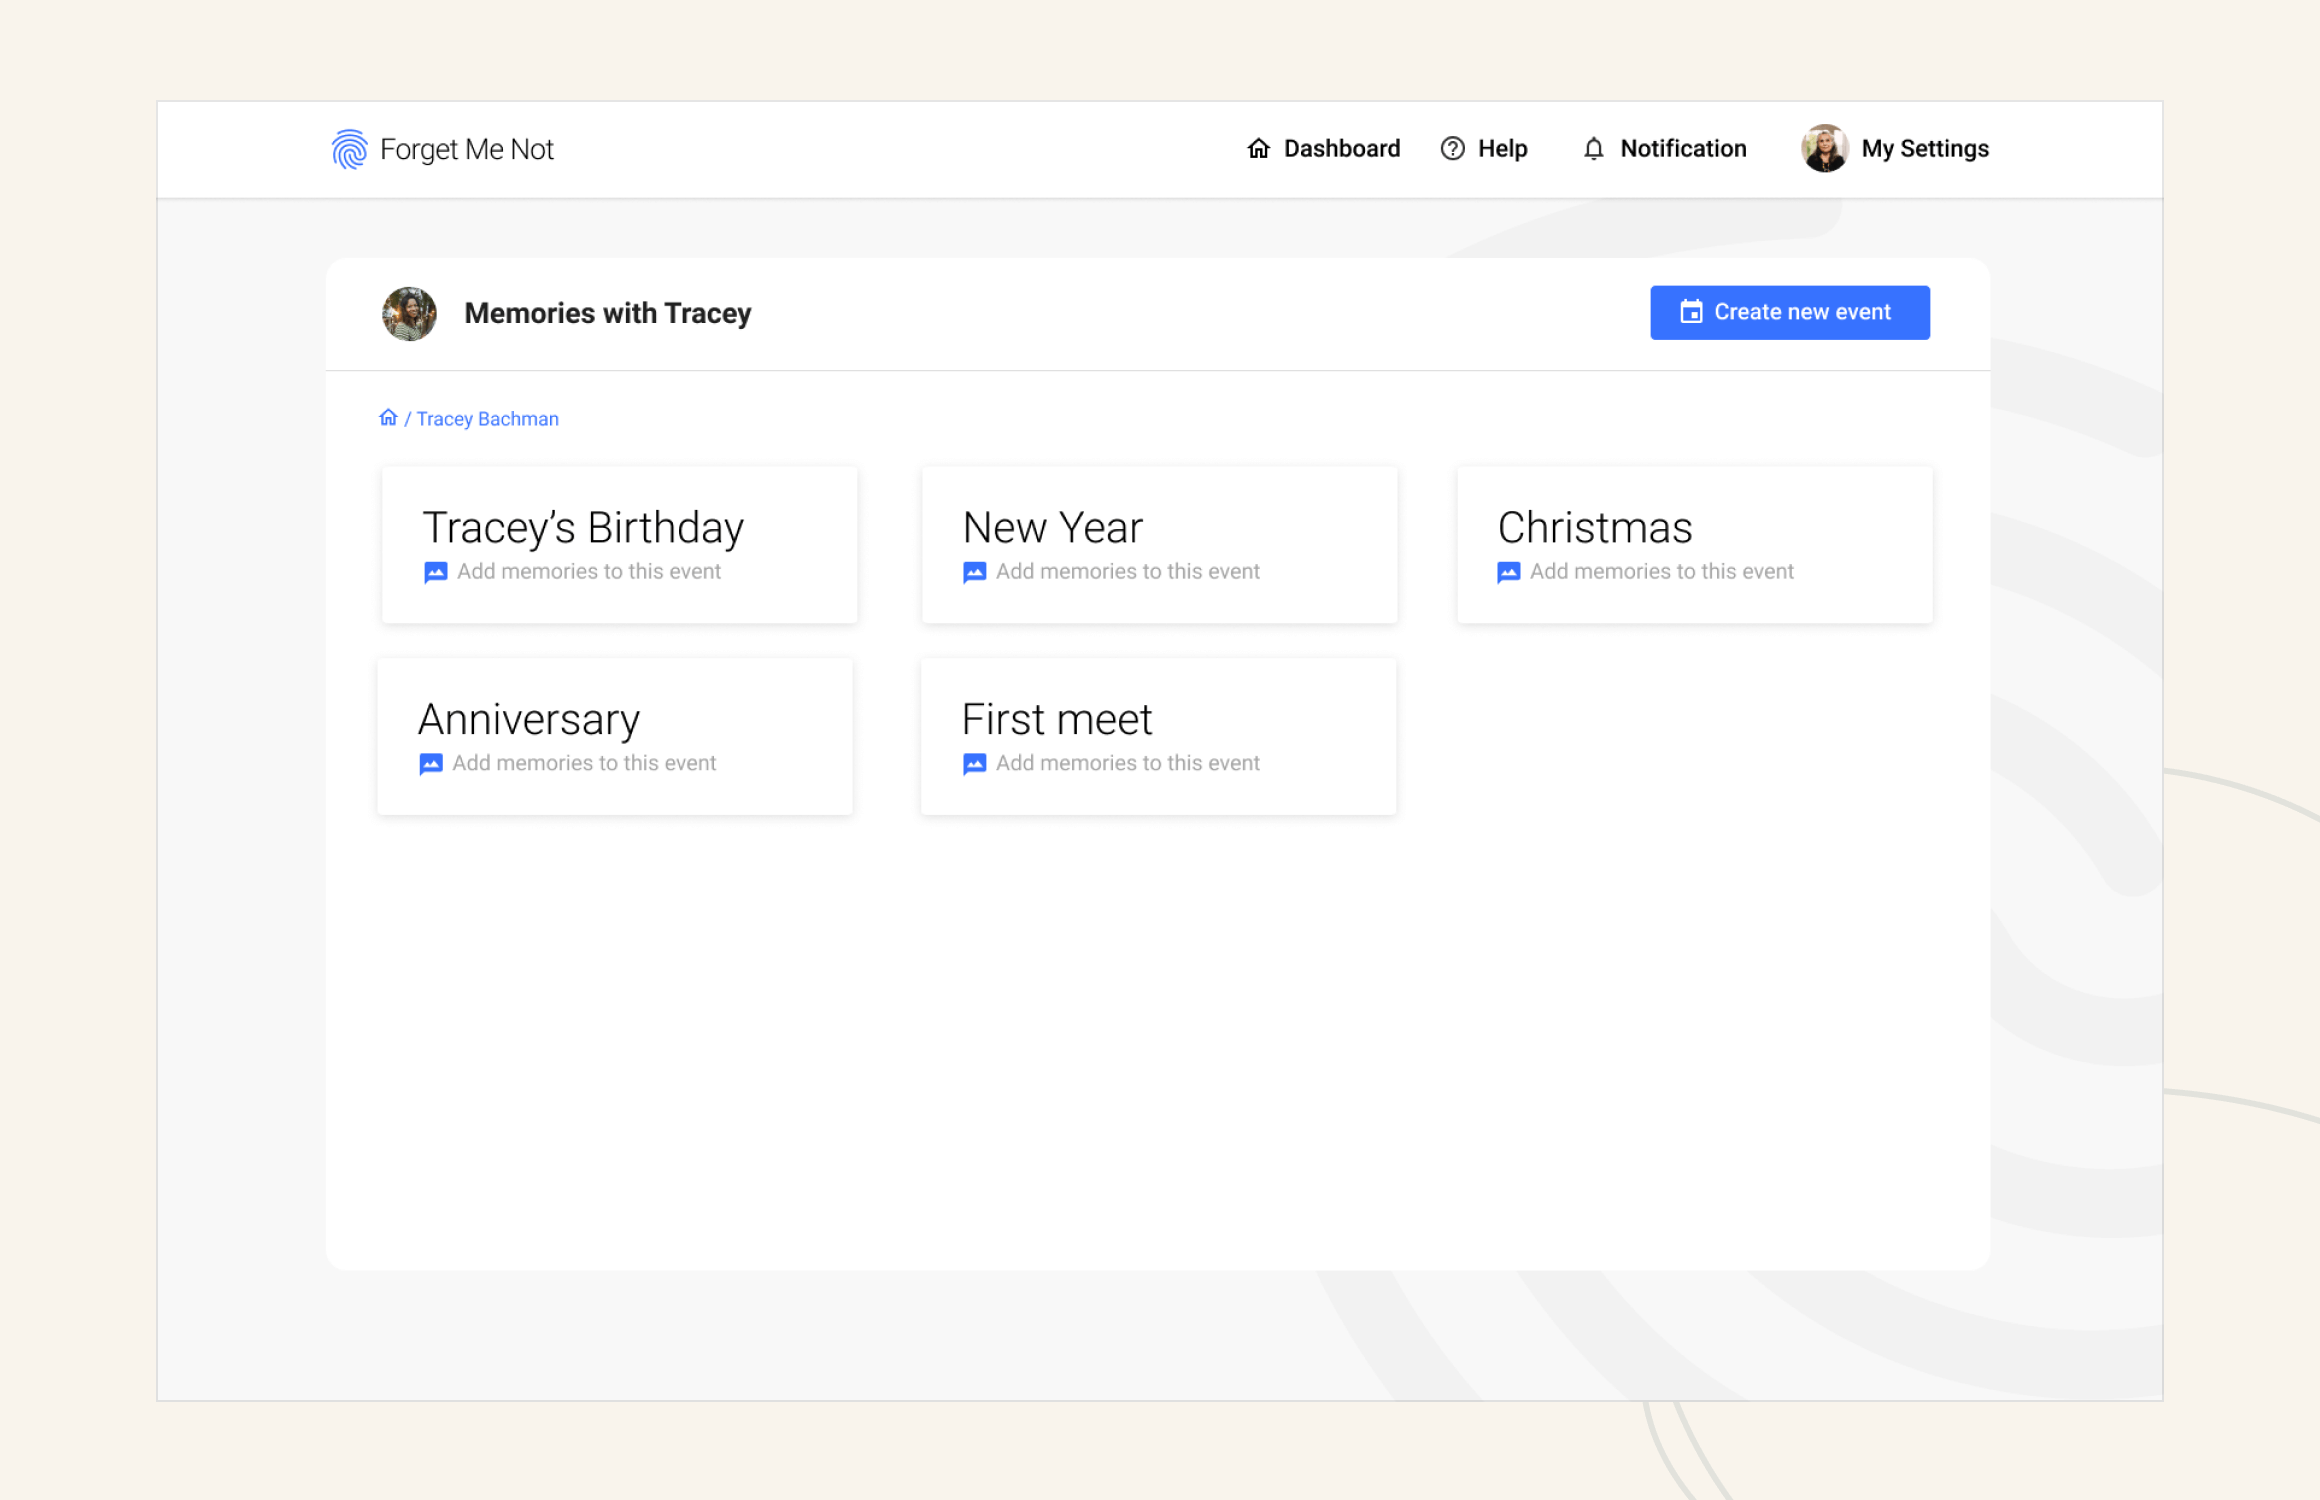 Forget Me Not
Dashboard
Help
Notification
My Settings
Memories with Tracey
Create new event
/ Tracey Bachman
Tracey’s Birthday
Add memories to this event
New Year
Add memories to this event
Christmas
Add memories to this event
Anniversary
Add memories to this event
First meet
Add memories to this event